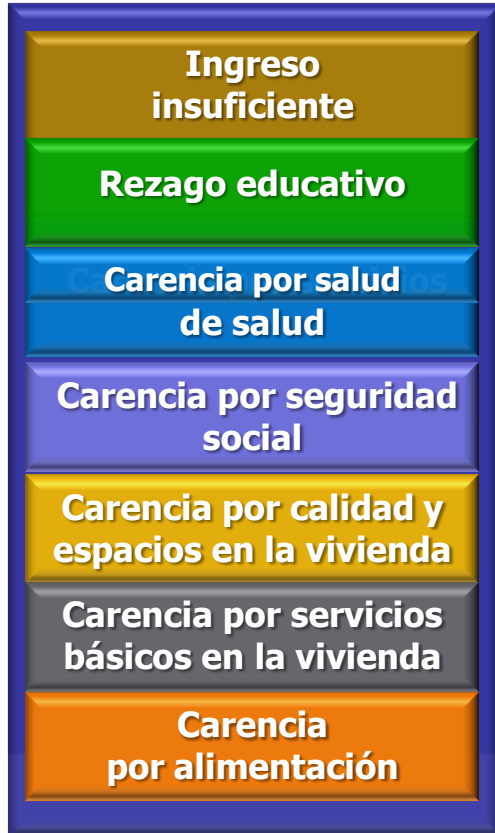 Ingreso
insuficiente
Rezago educativo
Carencia por salud
de salud
Carencia por seguridad
social
Carencia por calidad y
espacios en la vivienda
Carencia por servicios
básicos en la vivienda
Carencia
por alimentación